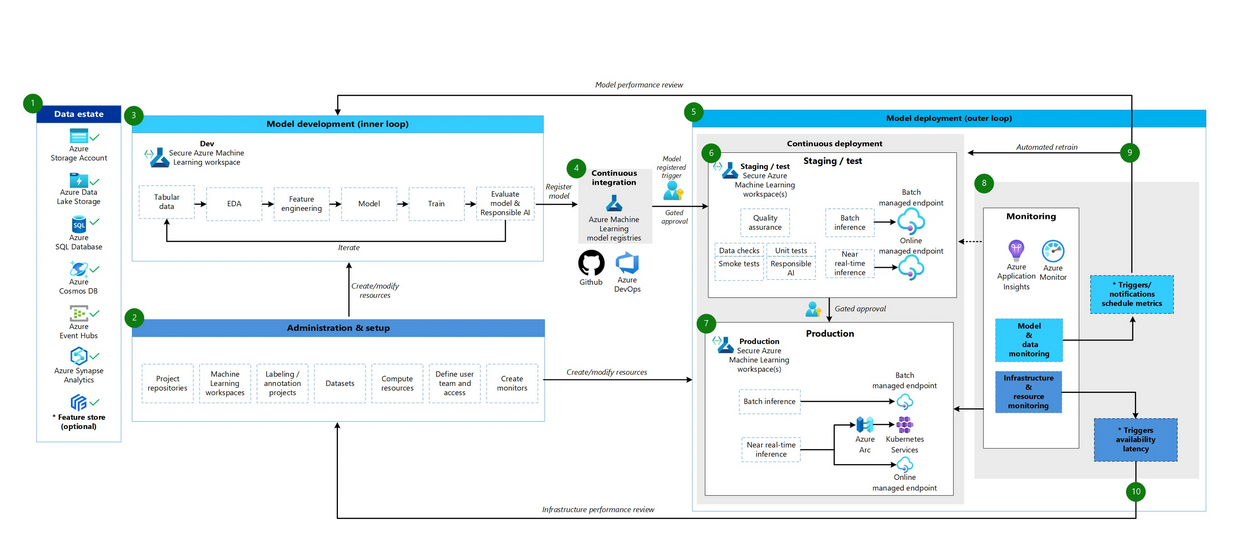 Model performance review
1
Data estate
Azure
Storage Account
Azure Data
Lake Storage
Azure
SQL Database
Azure
Cosmos DB
Azure
Event Hubs
Azure Synapse
Analytics
* Feature store
(optional)
3
Model development (inner loop)
Dev
Secure Azure Machine
Learning workspace
Tabular
data
EDA
Feature
engineering
Model
Train
Evaluate
model &
Responsible AI
Iterate
Create/modify
resources
2
Administration & setup
Project
repositories
Machine
Learning
workspaces
Labeling /
annotation
projects
Datasets
Compute
resources
Define user
team and
access
Create
monitors
Create/modify resources
Register
model
4
Continuous
integration
Azure Machine
Learning
model registries
Github
Azure
DevOps
Model
registered
trigger
Gated
approval
5
Model deployment (outer loop)
Continuous deployment
6
Staging / test
Staging / test
Secure Azure
Machine Learning
workspace(s)
Quality
assurance
Data checks
Unit tests
Smoke tests
Responsible
AI
Batch
inference
Near
real-time
inference
Batch
managed endpoint
Online
managed endpoint
Gated approval
7
Production
Production
Secure Azure
Machine Learning
workspace(s)
Batch inference
Batch
managed endpoint
Near real-time
inference
Azure
Arc
Kubernetes
Services
Online
managed endpoint
Automated retrain
9
8
Monitoring
Azure
Application
Insights
Azure
Monitor
Model
&
data
monitoring
Infrastructure
&
resource
monitoring
* Triggers/
notifications
schedule metrics
* Triggers
availability
latency
10
Infrastructure performance review
SQL